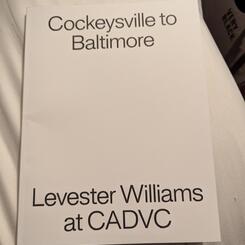 Cockeysville to
Baltimore
Levester Williams
at CADVC